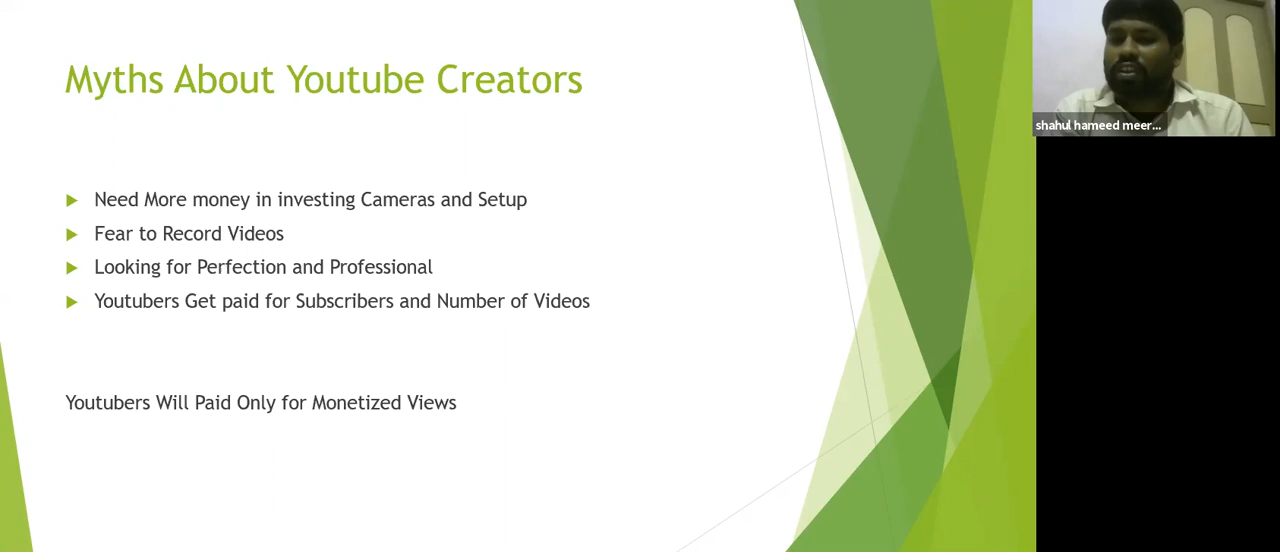 Myths About Youtube Creators
Need More money in investing Cameras and Setup
Fear to Record Videos
Looking for Perfection and Professional
Youtubers Get paid for Subscribers and Number of Videos
Youtubers Will Paid Only for Monetized Views
shahul hameed meer...